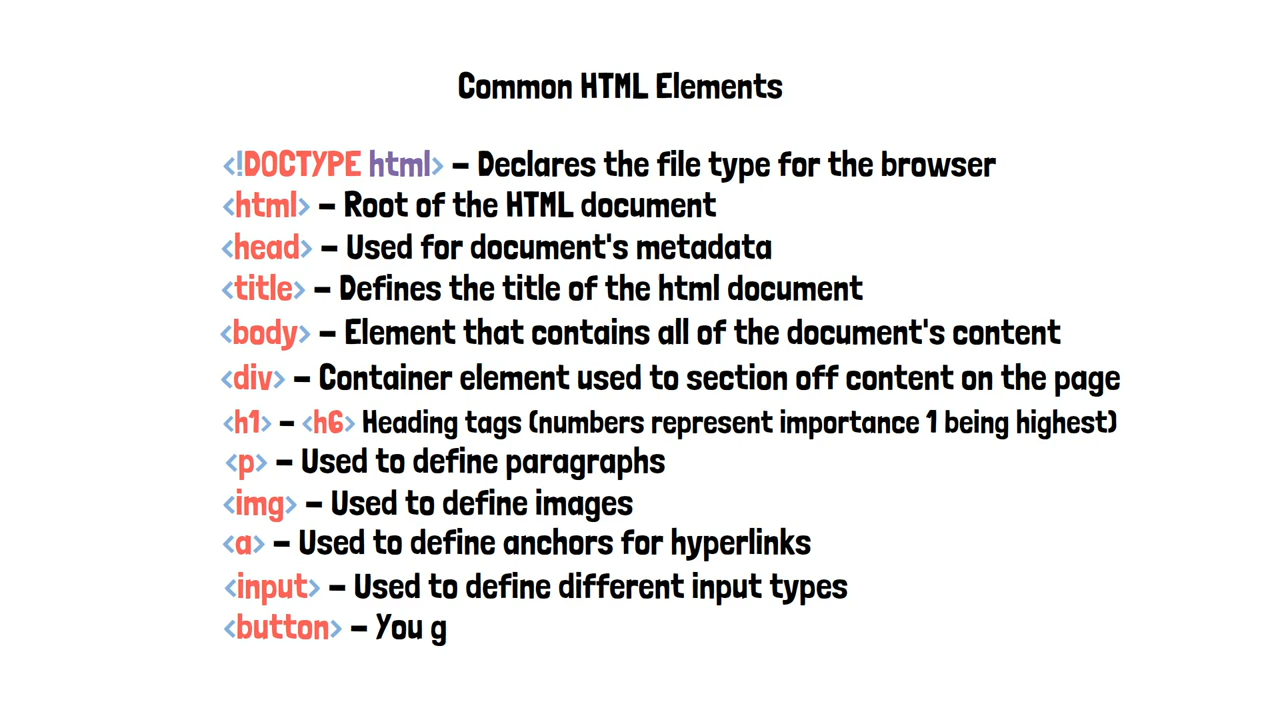 Common HTML Elements
<!DOCTYPE html> – Declares the file type for the browser
<html> – Root of the HTML document
<head> – Used for document's metadata
<title> – Defines the title of the html document
<body> – Element that contains all of the document's content
<div> – Container element used to section off content on the page
<h1> – <h6> Heading tags (numbers represent importance 1 being highest)
<p> – Used to define paragraphs
<img> – Used to define images
<a> – Used to define anchors for hyperlinks
<input> – Used to define different input types
<button> – You g